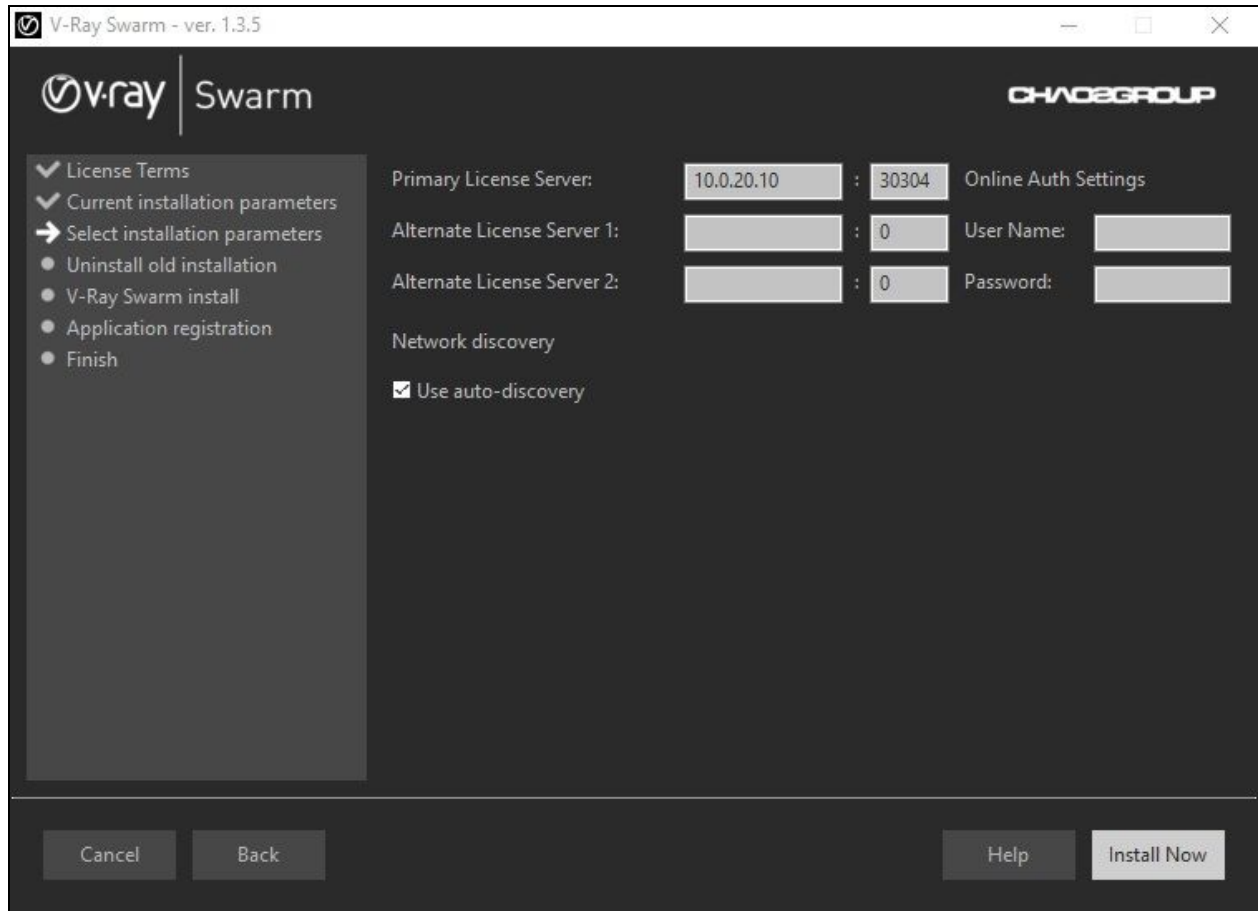 V-Ray Swarm - ver. 1.3.5
v·ray | Swarm
CHAOSGROUP
License Terms
Current installation parameters
Select installation parameters
Uninstall old installation
V-Ray Swarm install
Application registration
Finish
Primary License Server: 10.0.20.10 : 30304 Online Auth Settings
Alternate License Server 1: : 0 User Name:
Alternate License Server 2: : 0 Password:
Network discovery
Use auto-discovery
Cancel Back Help Install Now